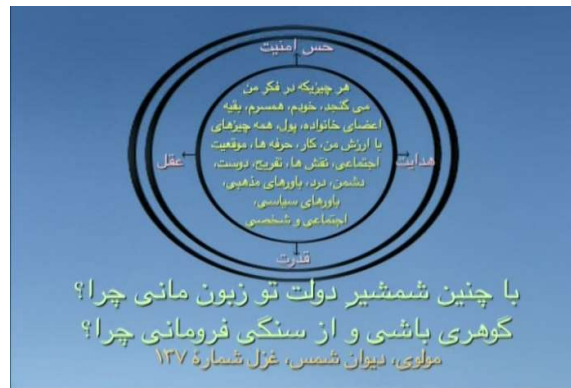 حس امنیت
هر چیزیکه در فکر من
می گنجد، خودم، همسرم، بقیه
اعضای خانواده، پول، همه چیزهای
با ارزش من، کار، حرفه ها، موقعیت
اجتماعی، نقش ها، تفریح، دوست،
دشمن، درد، باورهای مذهبی،
باورهای سیاسی،
اجتماعی و شخصی
هدایت
عقل
قدرت
با چنین شمشیرِ دولت تو زبون مانی چرا؟
گوهری باشی و از سنگی فرومانی چرا؟
مولوی، دیوان شمس، غزل شمارۀ ۱۳۷